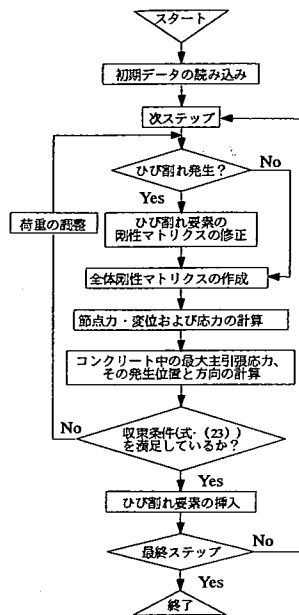 スタート
初期データの読み込み
次ステップ
ひび割れ発生？
No
Yes
荷重の調整
ひび割れ要素の
剛性マトリクスの修正
全体剛性マトリクスの作成
節点力・変位および応力の計算
コンクリート中の最大主引張応力、
その発生位置と方向の計算
No
収束条件(式-(23))
を満足しているか？
Yes
ひび割れ要素の挿入
No
最終ステップ
Yes
終了